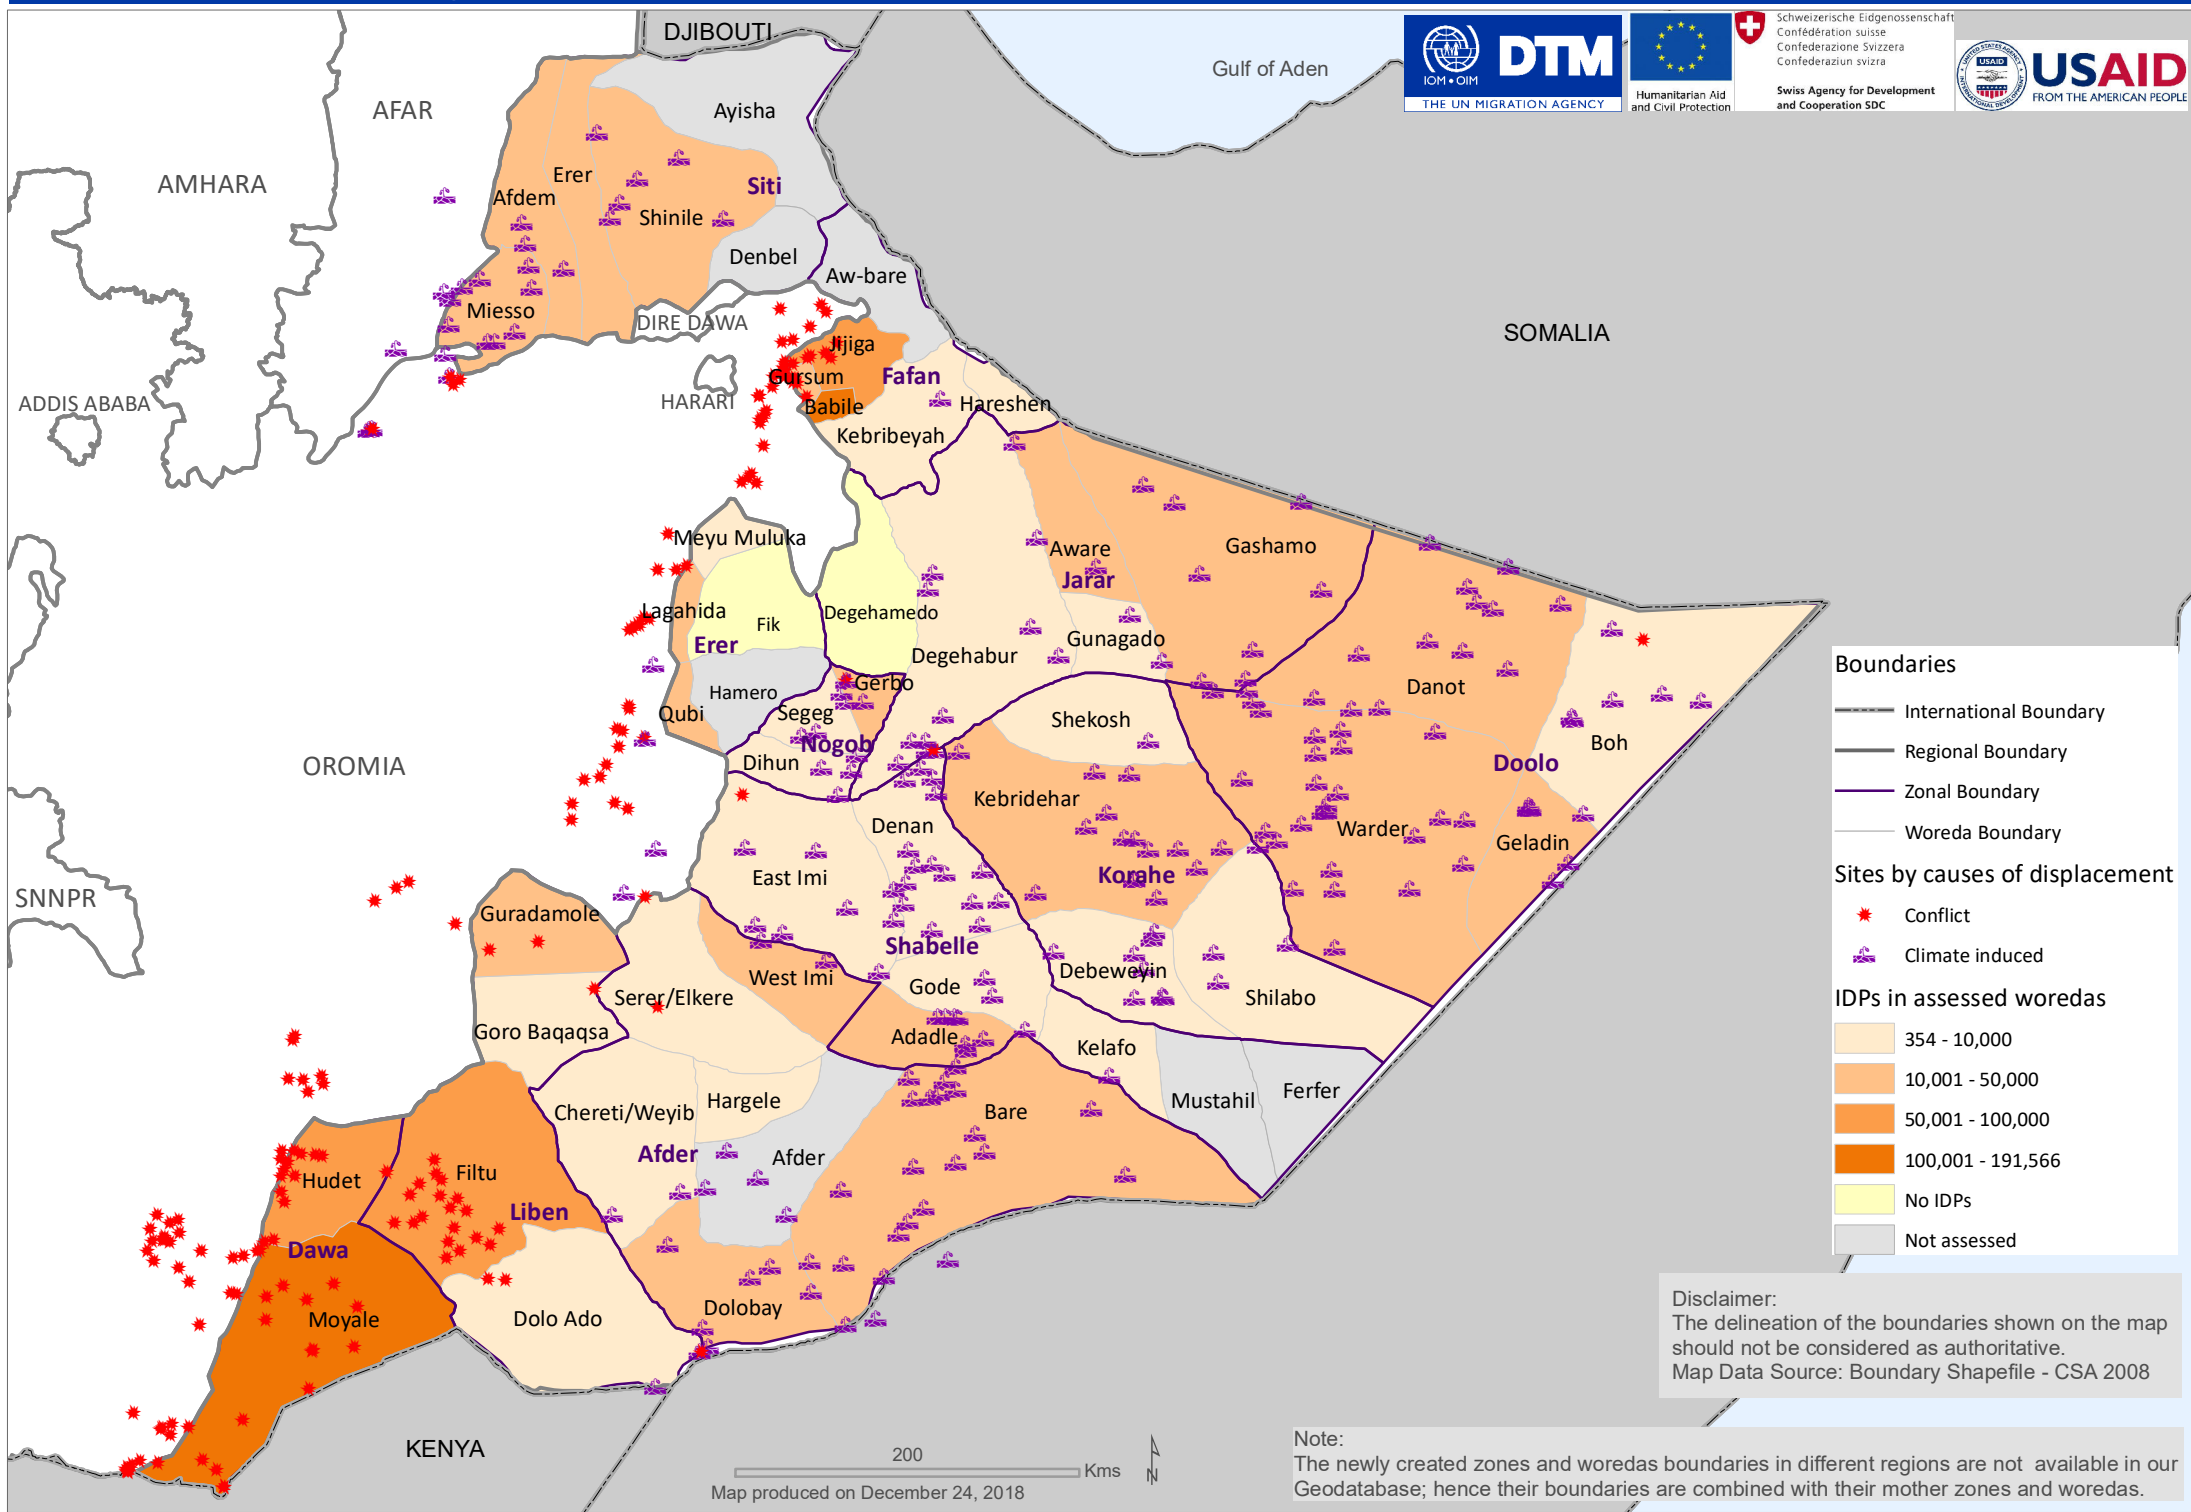 DJIBOUTI
Gulf of Aden
IOM • OIM
DTM
THE UN MIGRATION AGENCY
Humanitarian Aid
and Civil Protection
Schweizerische Eidgenossenschaft
Confédération suisse
Confederazione Svizzera
Confederaziun svizra
Swiss Agency for Development
and Cooperation SDC
USAID
USAID
FROM THE AMERICAN PEOPLE
AFAR
Ayisha
AMHARA
Erer
Siti
Afdem
Shinile
Denbel
Aw-bare
Miesso
DIRE DAWA
SOMALIA
Jijiga
Gursum
Fafan
HARARI
ADDIS ABABA
Babile
Hareshen
Kebribeyah
Meyu Muluka
Aware
Gashamo
Jarar
Lagahida
Fik
Degehamedo
Erer
Gunagado
Degehabur
Hamero
Gerbo
Danot
Qubi
Segeg
Shekosh
Nogob
Boh
OROMIA
Dihun
Doolo
Kebridehar
Denan
Warder
Geladin
East Imi
Korahe
SNNPR
Guradamole
Shabelle
West Imi
Debeweyin
Gode
Serer/Elkere
Shilabo
Goro Baqaqsa
Adadle
Kelafo
Hargele
Chereti/Weyib
Bare
Mustahil
Ferfer
Afder
Afder
Hudet
Filtu
Liben
Dawa
Dolobay
Moyale
Dolo Ado
KENYA
Boundaries
International Boundary
Regional Boundary
Zonal Boundary
Woreda Boundary
Sites by causes of displacement
Conflict
Climate induced
IDPs in assessed woredas
354 - 10,000
10,001 - 50,000
50,001 - 100,000
100,001 - 191,566
No IDPs
Not assessed
Disclaimer:
The delineation of the boundaries shown on the map
should not be considered as authoritative.
Map Data Source: Boundary Shapefile - CSA 2008
200
Kms
N
Map produced on December 24, 2018
Note:
The newly created zones and woredas boundaries in different regions are not available in our
Geodatabase; hence their boundaries are combined with their mother zones and woredas.